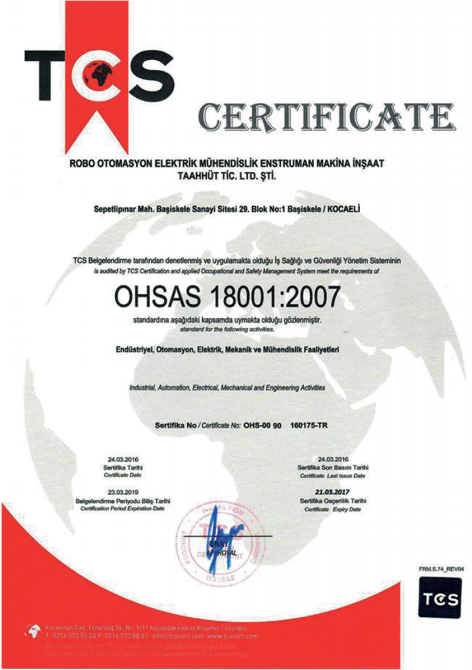 TCS
CERTIFICATE
ROBO OTOMASYON ELEKTRİK MÜHENDİSLİK ENSTRUMAN MAKİNA İNŞAAT
TAAHHÜT TİC. LTD. ŞTİ.
Sepetlipınar Mah. Başiskele Sanayi Sitesi 29. Blok No:1 Başiskele / KOCAELİ
TCS Belgelendirme tarafından denetlenmiş ve uygulamakta olduğu İş Sağlığı ve Güvenliği Yönetim Sisteminin
is audited by TCS Certification and applied Occupational and Safety Management System meet the requirements of
OHSAS 18001:2007
standardına aşağıdaki kapsamda uymakta olduğu gözlenmiştir.
standard for the following activities.
Endüstriyel, Otomasyon, Elektrik, Mekanik ve Mühendislik Faaliyetleri
Industrial, Automation, Electrical, Mechanical and Engineering Activities
Sertifika No / Certificate No: OHS-00 90 160175-TR
24.03.2016
Sertifika Tarihi
Certificate Date
24.03.2016
Sertifika Son Basım Tarihi
Certificate Last Issue Date
23.03.2019
Belgelendirme Periyodu Bitiş Tarihi
Certification Period Expiration Date
21.03.2017
Sertifika Geçerlilik Tarihi
Certificate Expiry Date
ONAY
APPROVAL
FRM.S.74_REV04
TCS